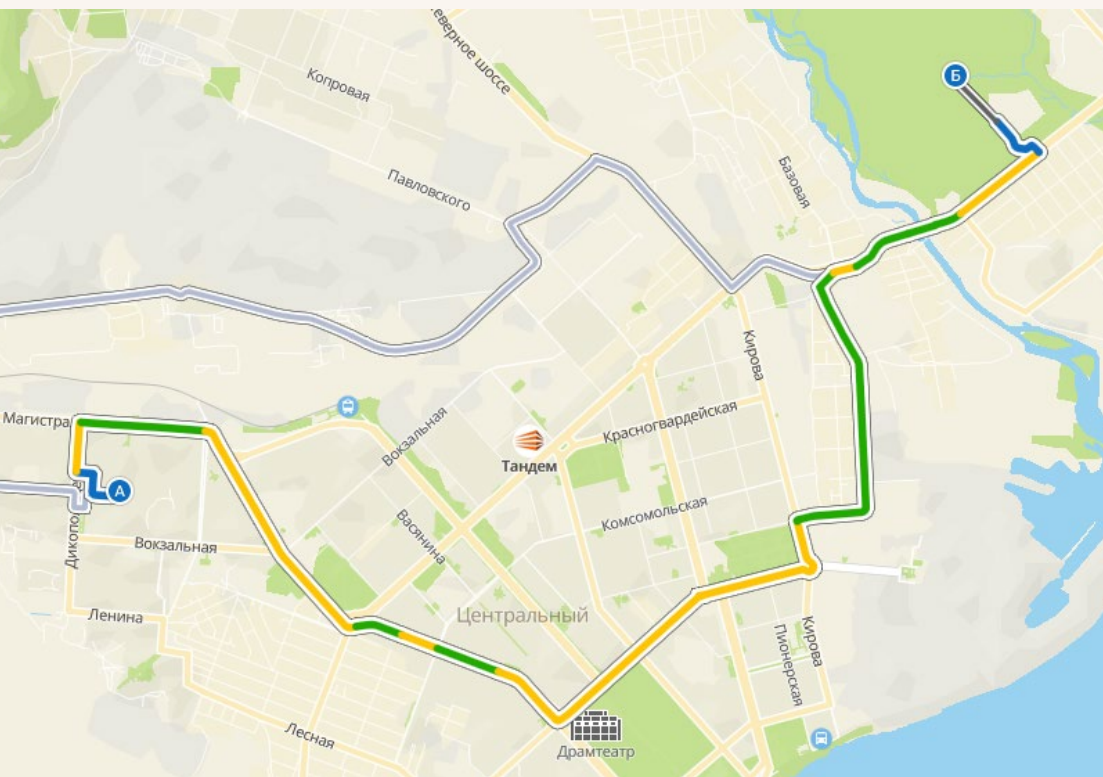 еверное шоссе
Копровая
Б
Базовая
Павловского
Кирова
Магистра
Вокзальная
Красногвардейская
Тандем
А
Дикопо
Васянина
Комсомольская
Вокзальная
Ленина
Центральный
Кирова
Пионерская
Лесная
Драмтеатр